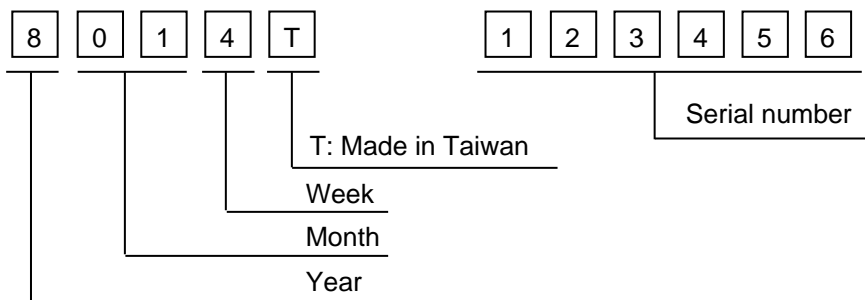 8 0 1 4 T 1 2 3 4 5 6
Serial number
T: Made in Taiwan
Week
Month
Year